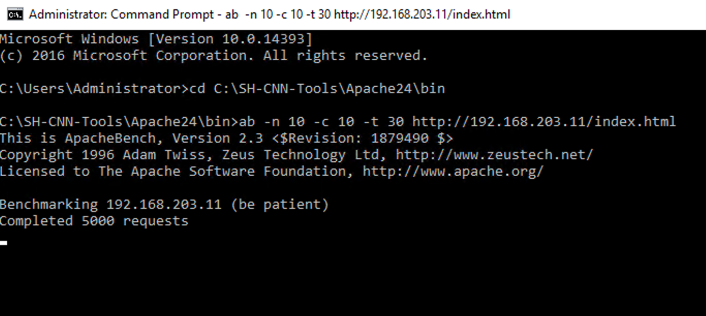 Administrator: Command Prompt - ab  -n 10 -c 10 -t 30 http://192.168.203.11/index.html
Microsoft Windows [Version 10.0.14393]
(c) 2016 Microsoft Corporation. All rights reserved.
C:\Users\Administrator>cd C:\SH-CNN-Tools\Apache24\bin
C:\SH-CNN-Tools\Apache24\bin>ab -n 10 -c 10 -t 30 http://192.168.203.11/index.html
This is ApacheBench, Version 2.3 <$Revision: 1879490 $>
Copyright 1996 Adam Twiss, Zeus Technology Ltd, http://www.zeustech.net/
Licensed to The Apache Software Foundation, http://www.apache.org/
Benchmarking 192.168.203.11 (be patient)
Completed 5000 requests